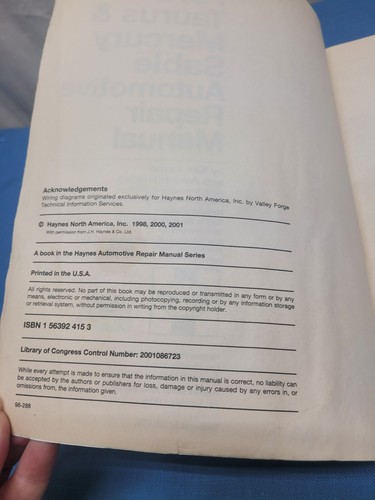 Taurus &
Mercury
Sable
Automotive
Repair
Manual
Acknowledgements
Wiring diagrams originated exclusively for Haynes North America, Inc. by Valley Forge
Technical Information Services.
© Haynes North America, Inc. 1998, 2000, 2001
With permission from J.H. Haynes & Co. Ltd.
A book in the Haynes Automotive Repair Manual Series
Printed in the U.S.A.
All rights reserved. No part of this book may be reproduced or transmitted in any form or by any
means, electronic or mechanical, including photocopying, recording or by any information storage
or retrieval system, without permission in writing from the copyright holder.
ISBN 1 56392 415 3
Library of Congress Control Number: 2001086723
While every attempt is made to ensure that the information in this manual is correct, no liability can
be accepted by the authors or publishers for loss, damage or injury caused by any errors in, or
omissions from, the information given.
96-288